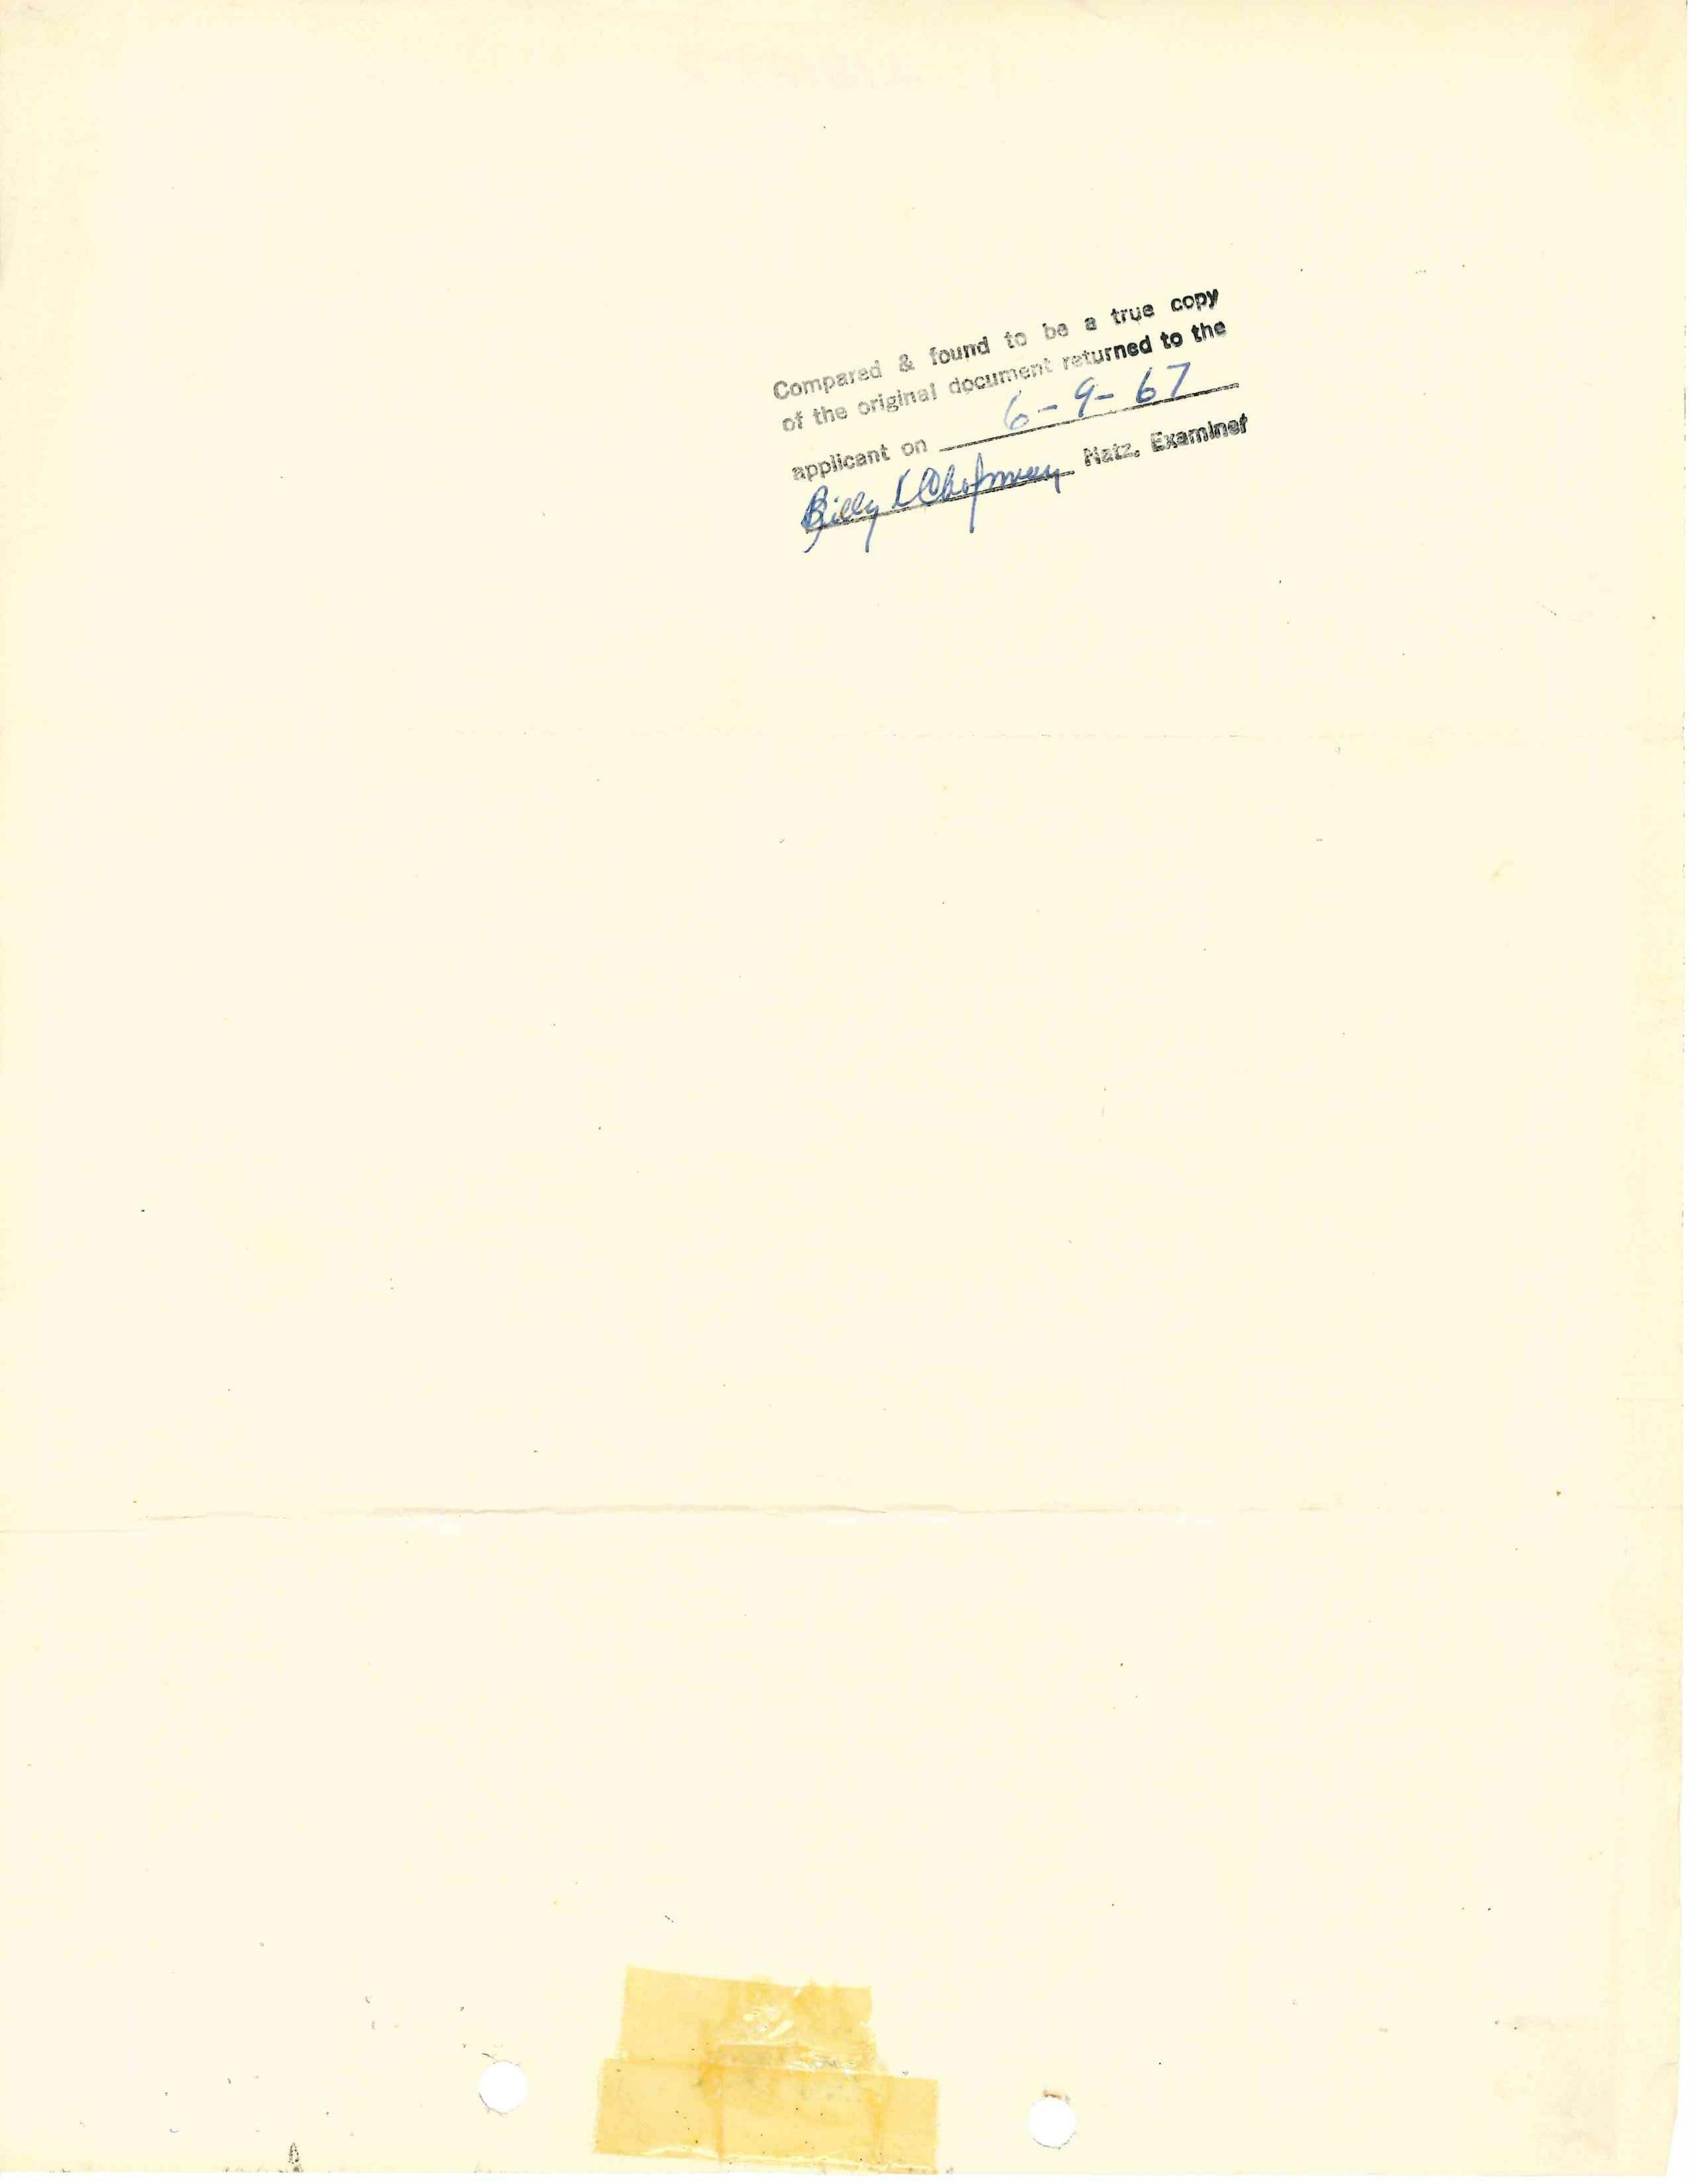 Compared & found to be a true copy
of the original document returned to the
applicant on 6-9-67
Billy L Chapman Natz. Examiner